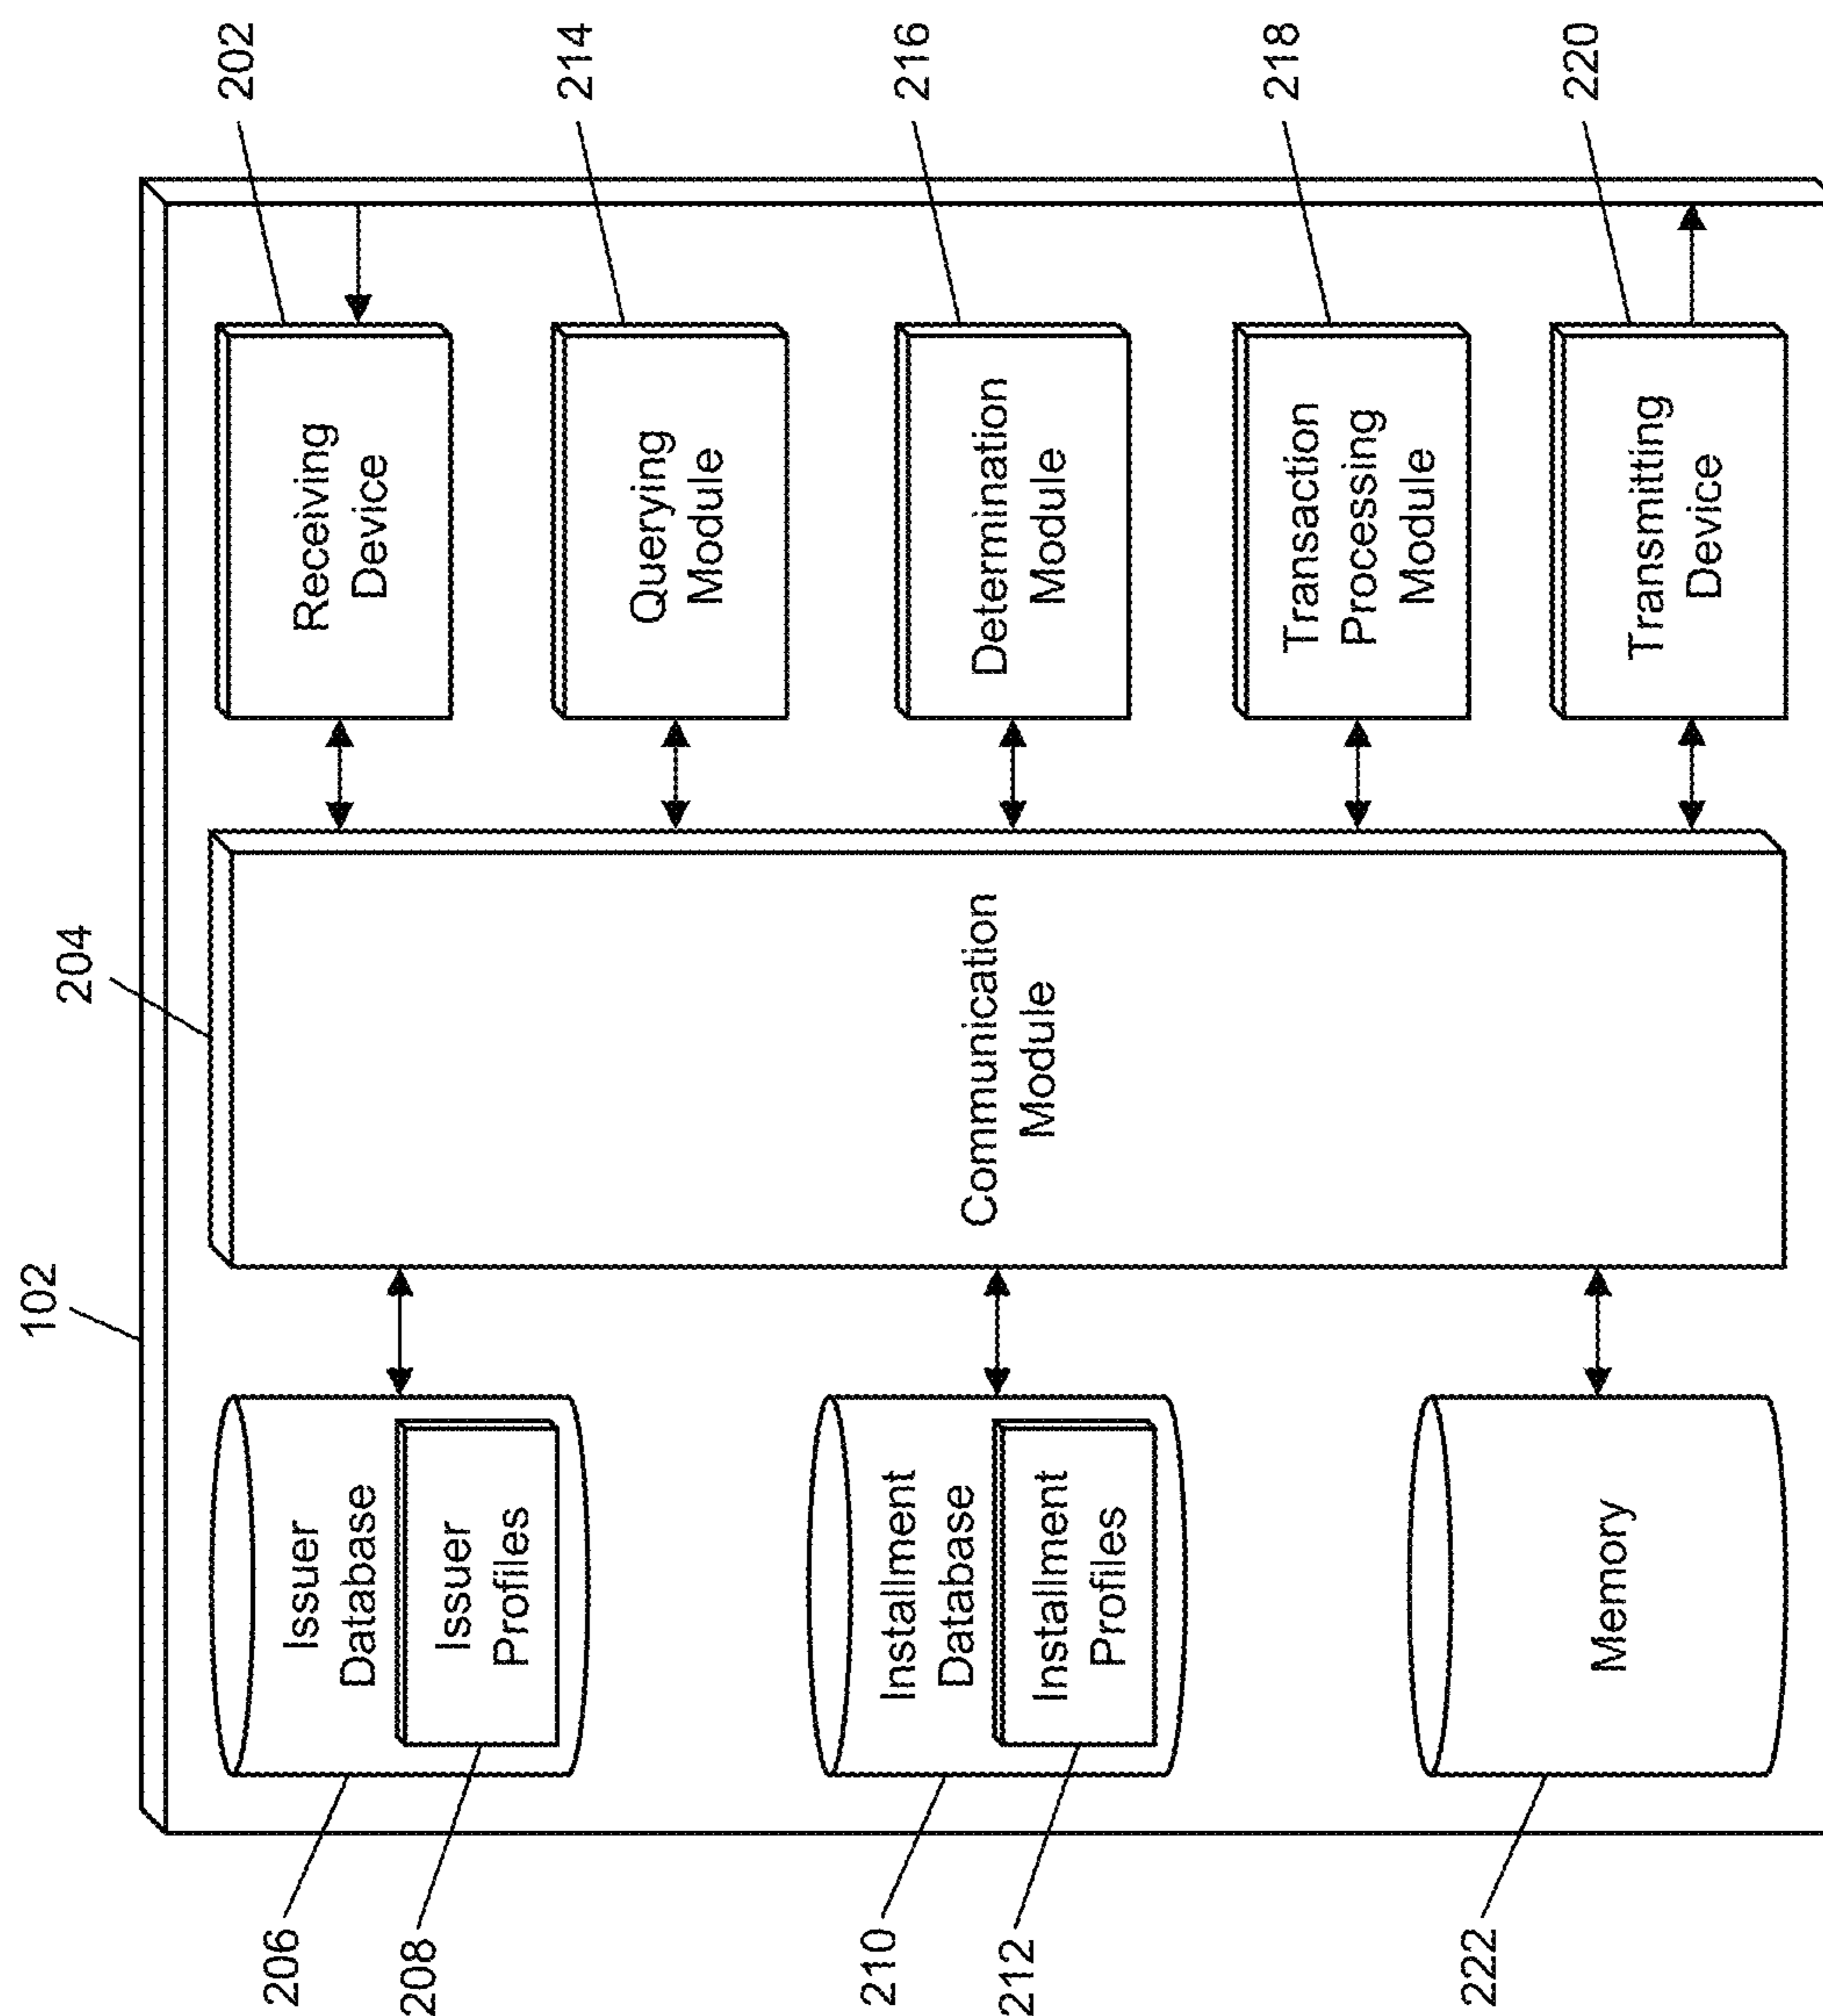 102
204
206
Issuer
Database
208
Issuer
Profiles
210
Installment
Database
212
Installment
Profiles
222
Memory
Communication
Module
Receiving
Device
202
Querying
Module
214
Determination
Module
216
Transaction
Processing
Module
218
Transmitting
Device
220